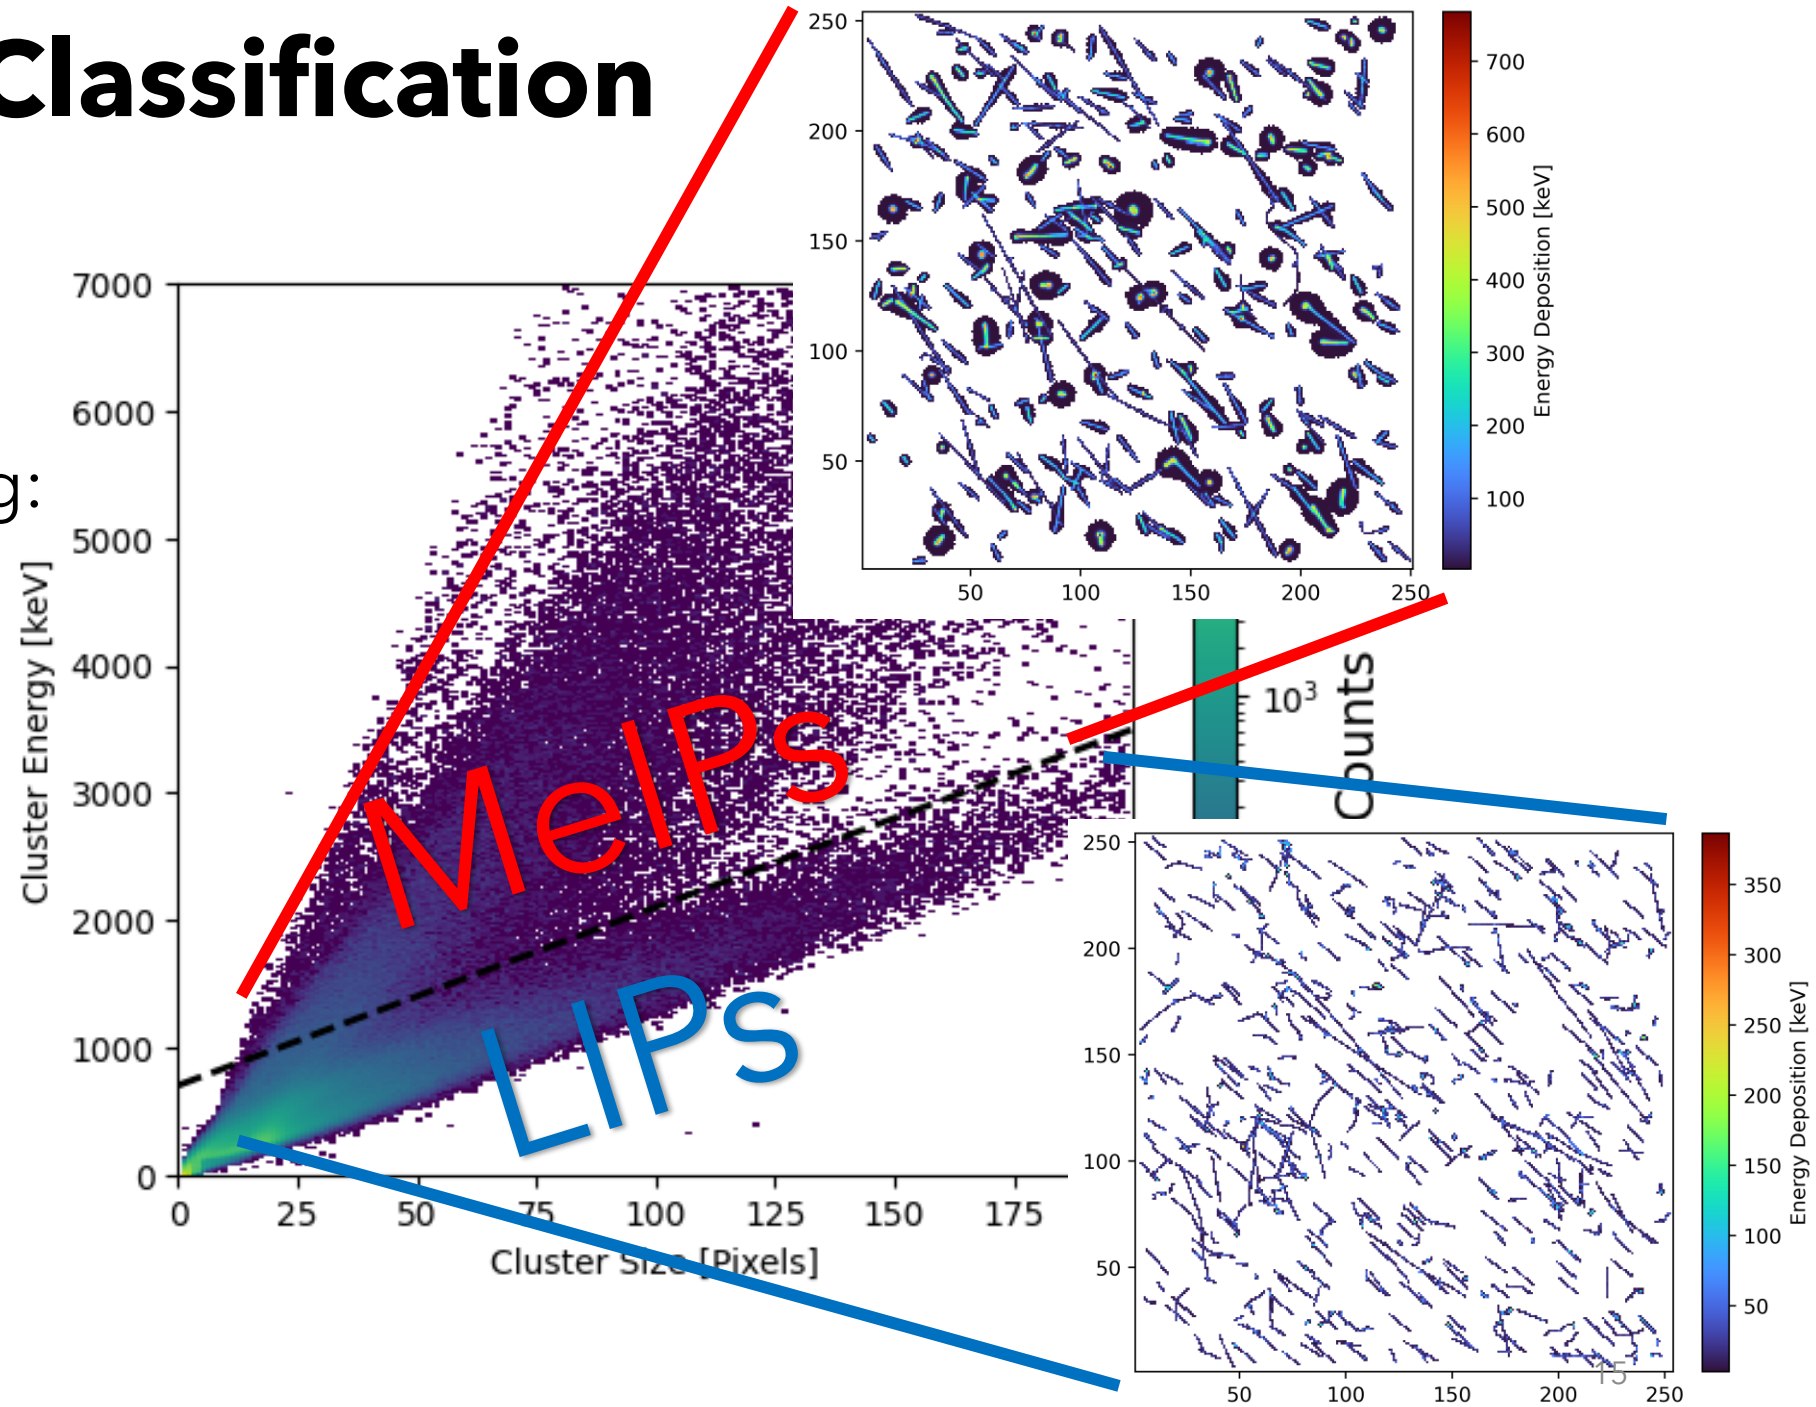 Classification
g:
7000
6000
5000
4000
3000
2000
1000
0
Cluster Energy [keV]
0 25 50 75 100 125 150 175
Cluster Size [Pixels]
MeIPs
LIPs
10³
Counts
250
200
150
100
50
50 100 150 200 250
700
600
500
400
300
200
100
Energy Deposition [keV]
250
200
150
100
50
50 100 150 200 250
350
300
250
200
150
100
50
Energy Deposition [keV]
15